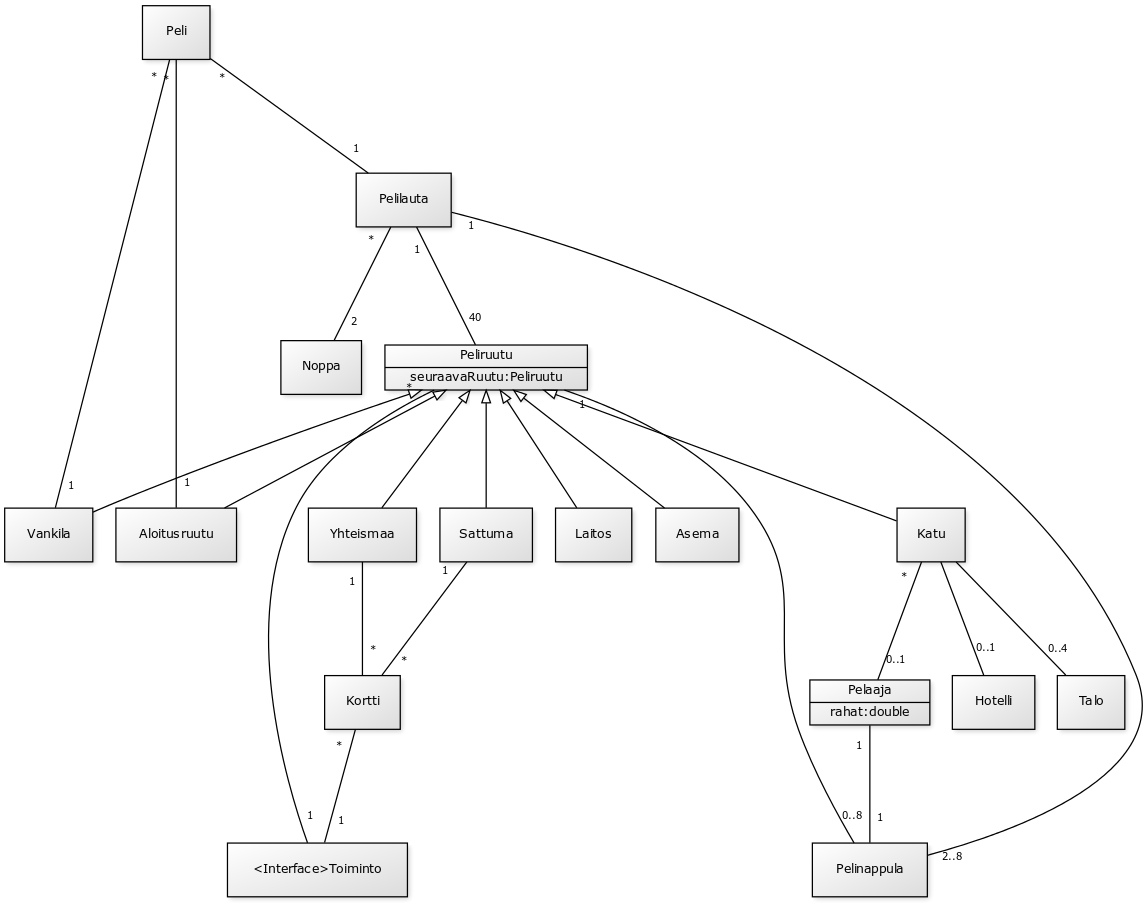 Peli
* * *
1
Pelilauta
* 1 1
2 40
Noppa
Peliruutu
seuraavaRuutu:Peliruutu
* 1
1 1
Vankila Aloitusruutu Yhteismaa Sattuma Laitos Asema Katu
1 1 *
* * 0..1 0..1 0..4
Kortti
Pelaaja
rahat:double
Hotelli Talo
* 1
1 1 0..8 1
<Interface>Toiminto
Pelinappula
2..8